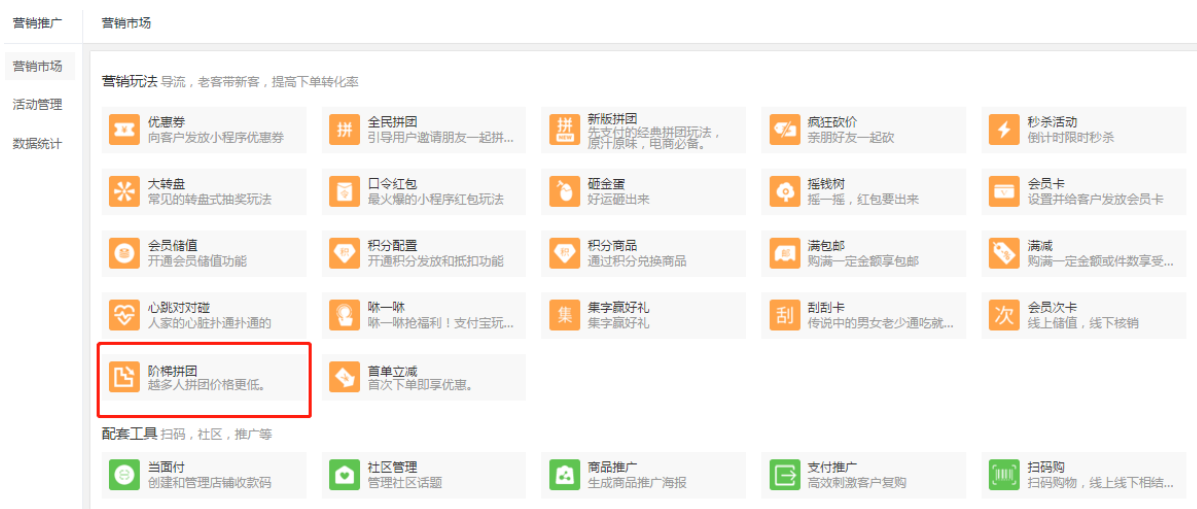 营销推广
营销市场
营销市场
活动管理
数据统计
营销玩法 导流，老客带新客，提高下单转化率
优惠券
向客户发放小程序优惠券
拼
全民拼团
引导用户邀请朋友一起拼...
拼
NEW
新版拼团
先支付的经典拼团玩法，
原汁原味，电商必备。
疯狂砍价
亲朋好友一起砍
秒杀活动
倒计时限时秒杀
大转盘
常见的转盘式抽奖玩法
口令红包
最火爆的小程序红包玩法
砸金蛋
好运砸出来
摇钱树
摇一摇，红包要出来
会员卡
设置并给客户发放会员卡
会员储值
开通会员储值功能
积
积分配置
开通积分发放和抵扣功能
积
积分商品
通过积分兑换商品
邮
满包邮
购满一定金额享包邮
满减
购满一定金额或件数享受...
心跳对对碰
人家的心脏扑通扑通的
咻一咻
咻一咻抢福利！支付宝玩...
集
集字赢好礼
集字赢好礼
刮
刮刮卡
传说中的男女老少通吃就...
次
会员次卡
线上储值，线下核销
阶梯拼团
越多人拼团价格更低。
首单立减
首次下单即享优惠。
配套工具 扫码，社区，推广等
当面付
创建和管理店铺收款码
社区管理
管理社区话题
商品推广
生成商品推广海报
支付推广
高效刺激客户复购
扫码购
扫码购物，线上线下相结...